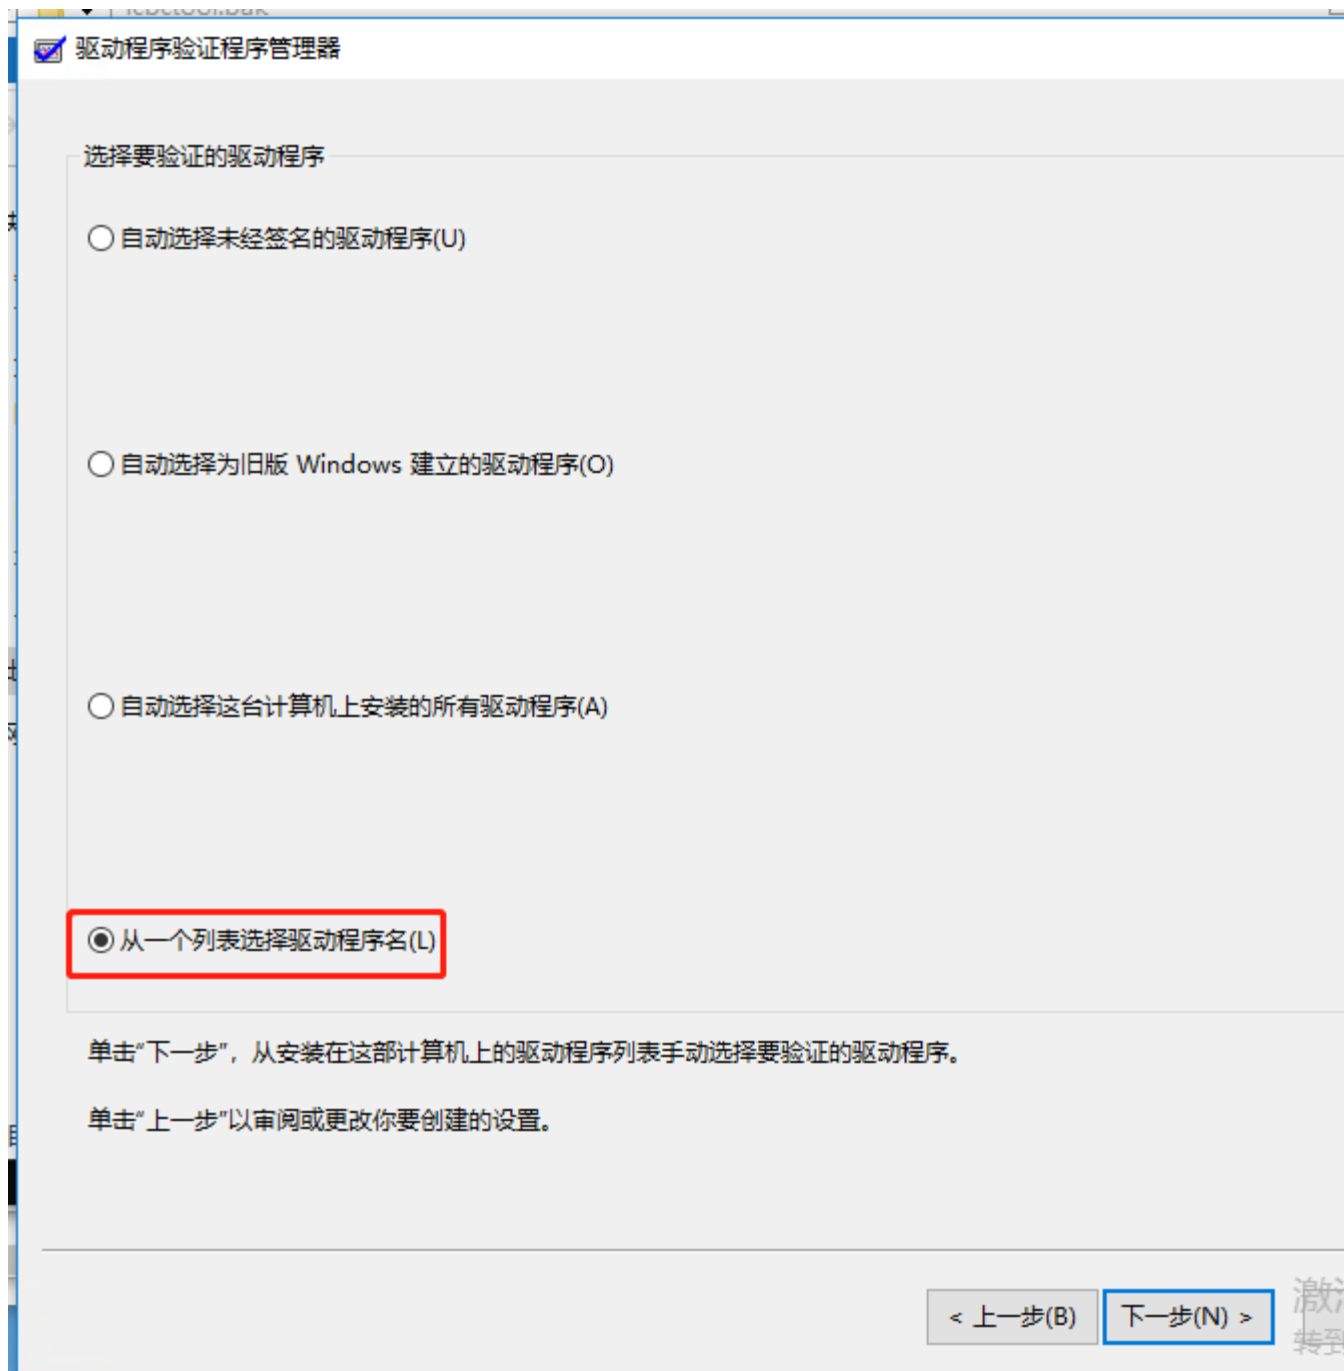 驱动程序验证程序管理器
选择要验证的驱动程序
自动选择未经签名的驱动程序(U)
自动选择为旧版 Windows 建立的驱动程序(O)
自动选择这台计算机上安装的所有驱动程序(A)
从一个列表选择驱动程序名(L)
单击“下一步”，从安装在这部计算机上的驱动程序列表手动选择要验证的驱动程序。
单击“上一步”以审阅或更改你要创建的设置。
< 上一步(B) 下一步(N) >
转到